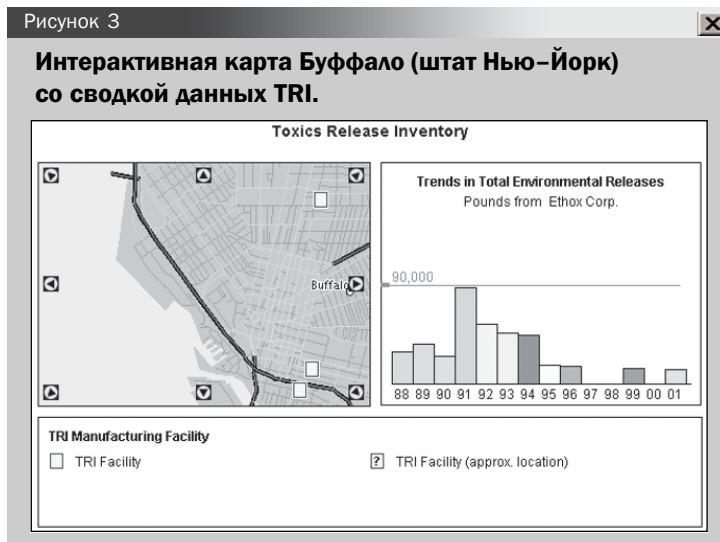 Рисунок 3
Интерактивная карта Буффало (штат Нью-Йорк)
со сводкой данных TRI.
Toxics Release Inventory
Buffalo
Trends in Total Environmental Releases
Pounds from Ethox Corp.
90,000
88 89 90 91 92 93 94 95 96 97 98 99 00 01
TRI Manufacturing Facility
TRI Facility
? TRI Facility (approx. location)